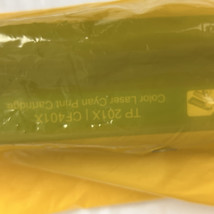 TP 201X | CF401X
Color Laser Cyan Print Cartridge